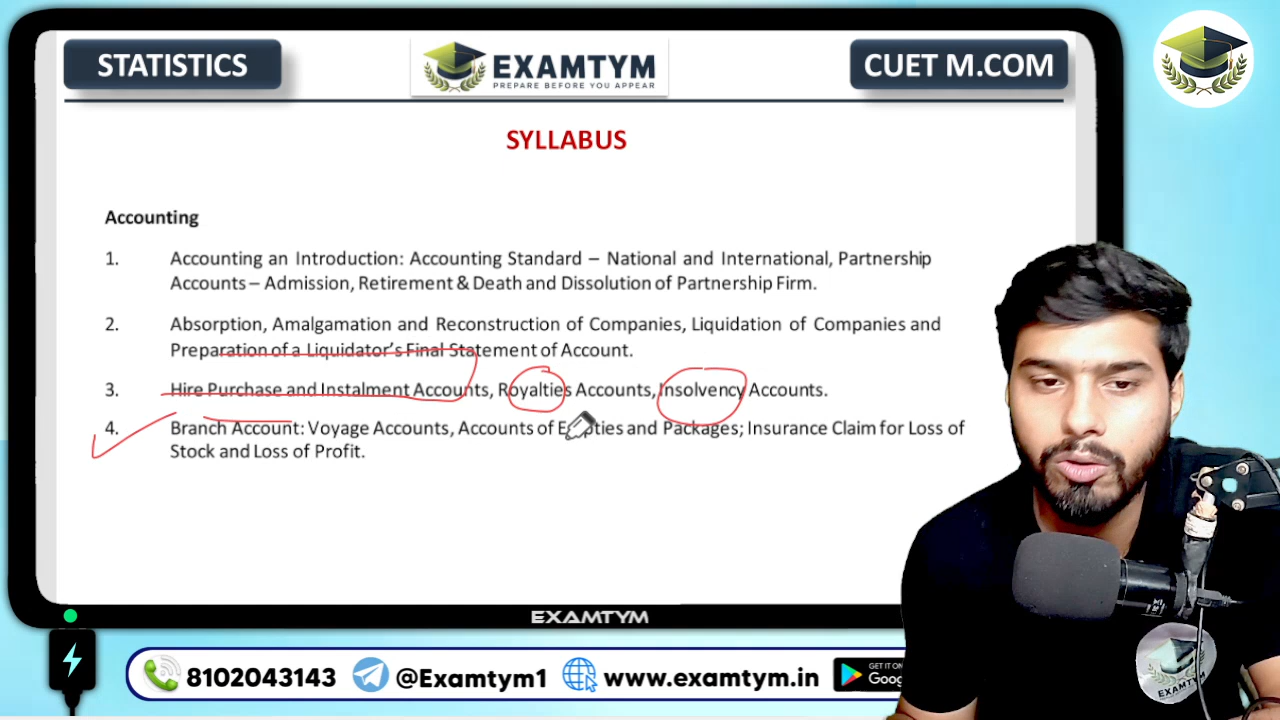 STATISTICS
EXAMTYM
PREPARE BEFORE YOU APPEAR
CUET M.COM
SYLLABUS
Accounting
1. Accounting an Introduction: Accounting Standard – National and International, Partnership
Accounts – Admission, Retirement & Death and Dissolution of Partnership Firm.
2. Absorption, Amalgamation and Reconstruction of Companies, Liquidation of Companies and
Preparation of a Liquidator's Final Statement of Account.
3. Hire Purchase and Instalment Accounts, Royalties Accounts, Insolvency Accounts.
4. Branch Account: Voyage Accounts, Accounts of Empties and Packages; Insurance Claim for Loss of
Stock and Loss of Profit.
EXAMTYM
8102043143
@Examtym1
www.examtym.in
GET IT ON
Goog
EXAMTYM